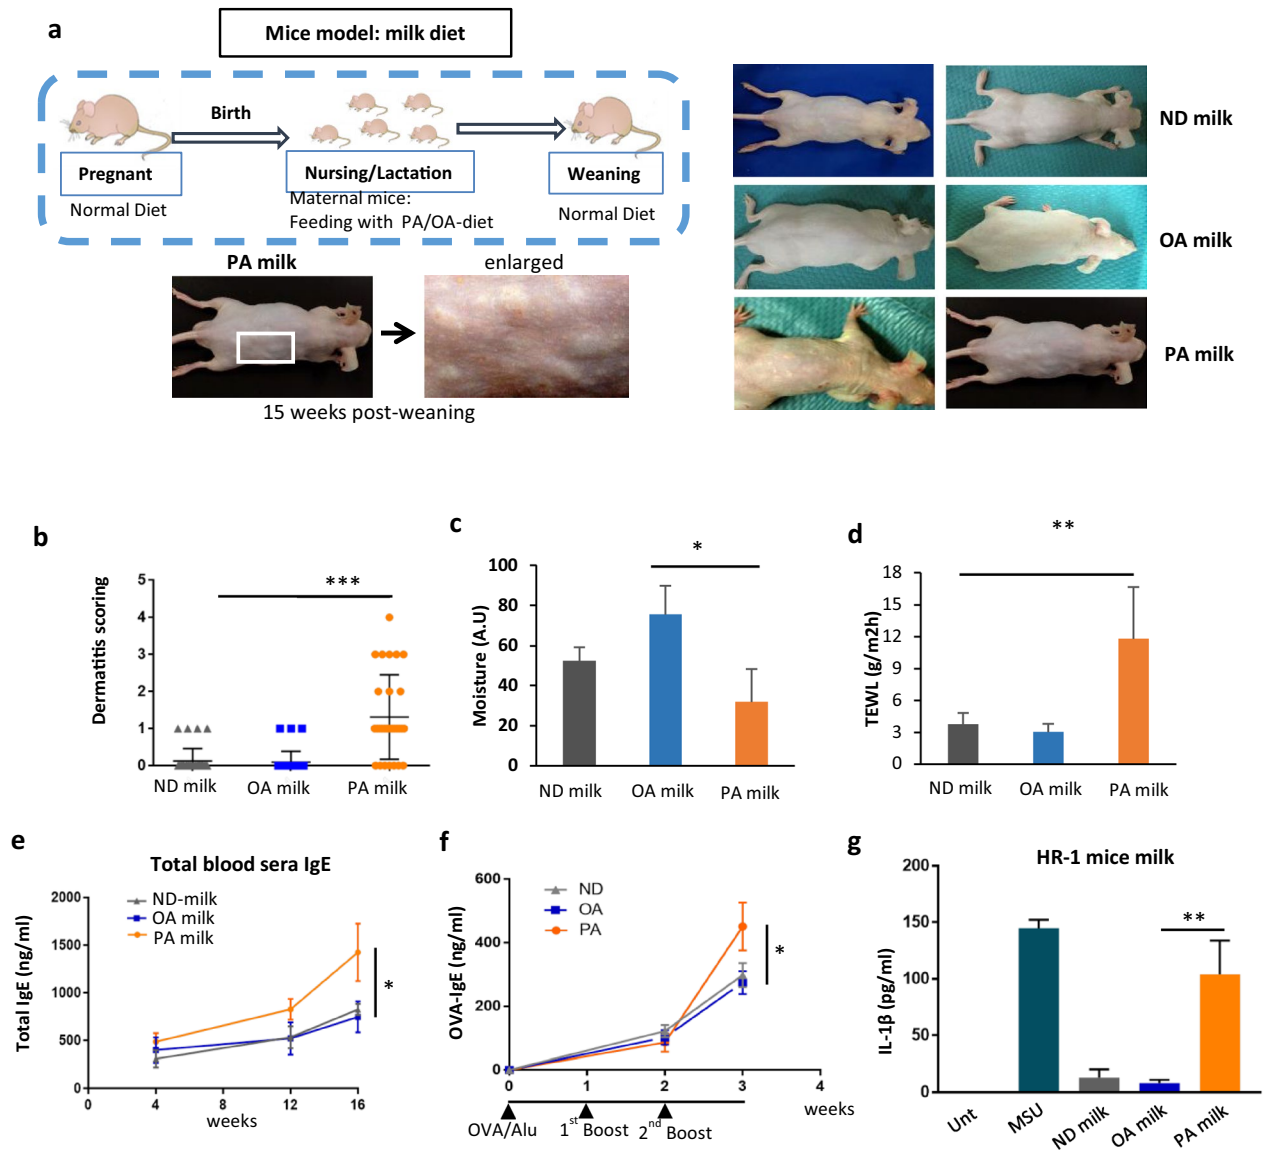 a
Mice model: milk diet
Birth
Pregnant
Nursing/Lactation
Weaning
Normal Diet
Maternal mice:
Feeding with PA/OA-diet
Normal Diet
PA milk
enlarged
15 weeks post-weaning
ND milk
OA milk
PA milk
b
Dermatitis scoring
***
5
4
3
2
1
0
ND milk
OA milk
PA milk
c
Moisture (A.U)
*
100
80
60
40
20
0
ND milk
OA milk
PA milk
d
TEWL (g/m2h)
**
18
15
12
9
6
3
0
ND milk
OA milk
PA milk
e
Total blood sera IgE
Total IgE (ng/ml)
ND-milk
OA milk
PA milk
2000
1500
1000
500
0
*
0
4
8
12
16
weeks
f
OVA-IgE (ng/ml)
ND
OA
PA
600
400
200
0
*
0
1
2
3
4
weeks
OVA/Alu
1st Boost
2nd Boost
g
HR-1 mice milk
IL-1β (pg/ml)
200
150
100
50
0
**
Unt
MSU
ND milk
OA milk
PA milk